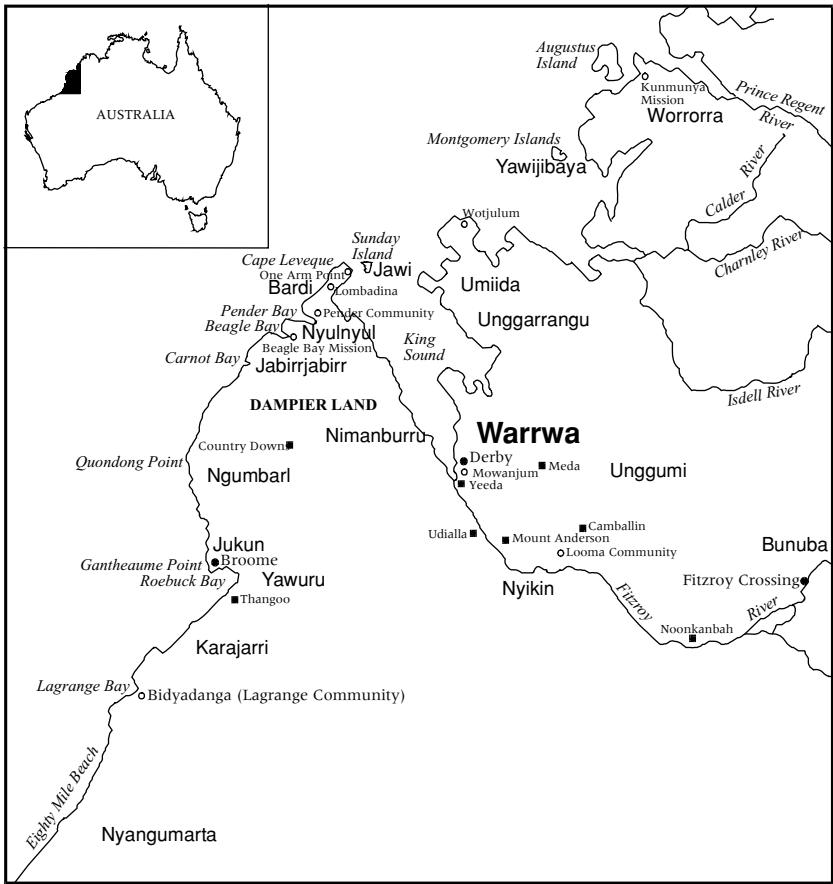 AUSTRALIA
Augustus
Island
Kunmunya
Mission
Worrorra
Prince Regent
River
Montgomery Islands
Yawijibaya
River
Calder
Wotjulum
Charnley River
Sunday
Island
Cape Leveque
One Arm Point
Jawi
Bardi
Lombadina
Umiida
Pender Bay
Pender Community
Unggarrangu
Beagle Bay
Nyulnyul
King
Sound
Beagle Bay Mission
Carnot Bay
Jabirrjabirr
Isdell River
DAMPIER LAND
Nimanburru
Warrwa
Country Downs
Derby
Quondong Point
Mowanjum
Meda
Unggumi
Ngumbarl
Yeeda
Udialla
Mount Anderson
Camballin
Looma Community
Bunuba
Jukun
Gantheaume Point
Broome
Roebuck Bay
Yawuru
Nyikin
Fitzroy Crossing
Thangoo
Fitzroy
River
Noonkanbah
Karajarri
Lagrange Bay
Bidyadanga (Lagrange Community)
Eighty Mile Beach
Nyangumarta